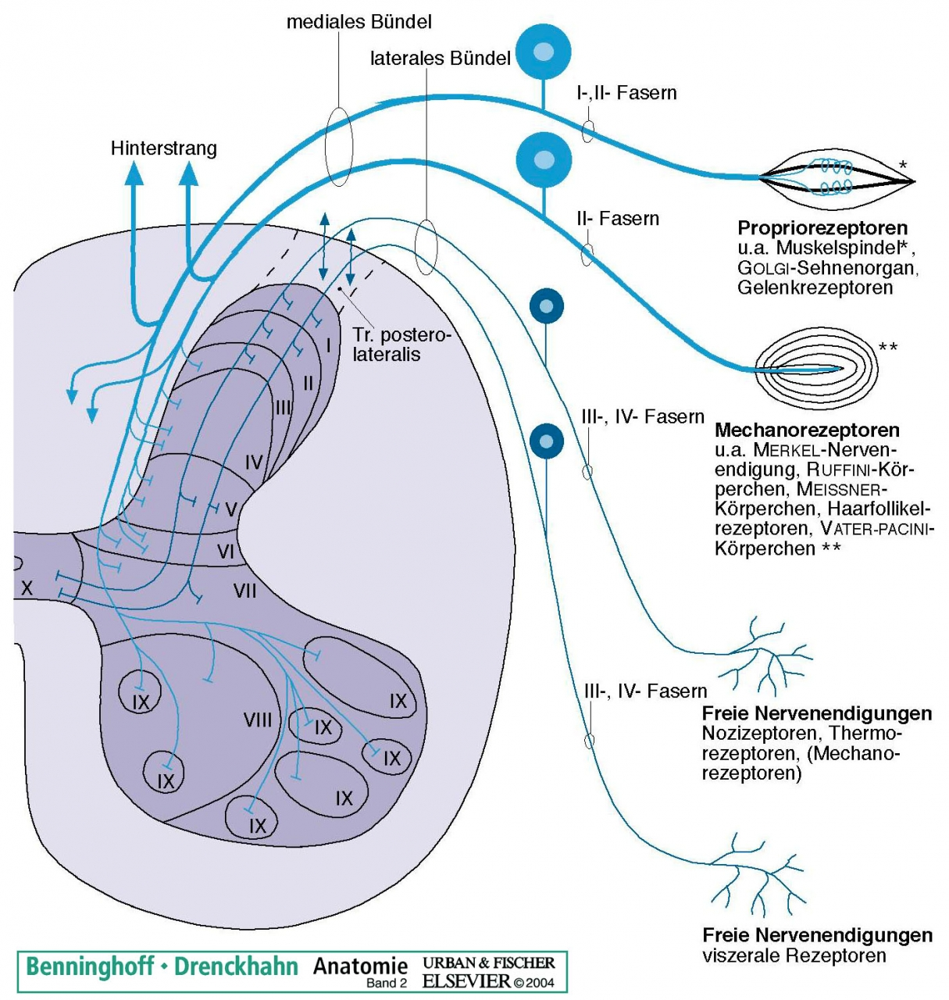 mediales Bündel
laterales Bündel
I-,II- Fasern
Hinterstrang
*
II- Fasern
Propriorezeptoren
u.a. Muskelspindel*,
GOLGI-Sehnenorgan,
Gelenkrezeptoren
Tr. postero-
lateralis
I
II
III
IV
V
VI
VII
X
**
III-, IV- Fasern
Mechanorezeptoren
u.a. MERKEL-Nerven-
endigung, RUFFINI-Kör-
perchen, MEISSNER-
Körperchen, Haarfollikel-
rezeptoren, VATER-PACINI-
Körperchen **
III-, IV- Fasern
IX
IX
VIII
IX
IX
IX
IX
IX
Freie Nervenendigungen
Nozizeptoren, Thermo-
rezeptoren, (Mechano-
rezeptoren)
Freie Nervenendigungen
viszerale Rezeptoren
Benninghoff • Drenckhahn Anatomie
Band 2
URBAN & FISCHER
ELSEVIER © 2004